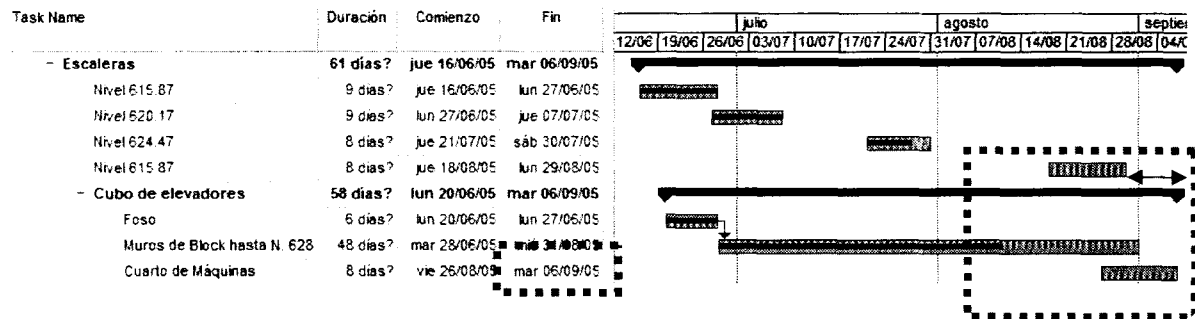 Task Name Duración Comienzo Fin julio agosto
12/06 19/06 26/06 03/07 10/07 17/07 24/07 31/07 07/08 14/08 21/08 28/08
- Escaleras 61 días? jue 16/06/05 mar 06/09/05
Nivel 615.87 9 días? jue 16/06/05 lun 27/06/05
Nivel 620.17 9 días? lun 27/06/05 jue 07/07/05
Nivel 624.47 8 días? jue 21/07/05 sáb 30/07/05
Nivel 615.87 8 días? jue 18/08/05 lun 29/08/05
- Cubo de elevadores 58 días? lun 20/06/05 mar 06/09/05
Foso 6 días? lun 20/06/05 lun 27/06/05
Muros de Block hasta N. 628 48 días? mar 28/06/05
Cuarto de Máquinas 8 días? vie 26/08/05 mar 06/09/05